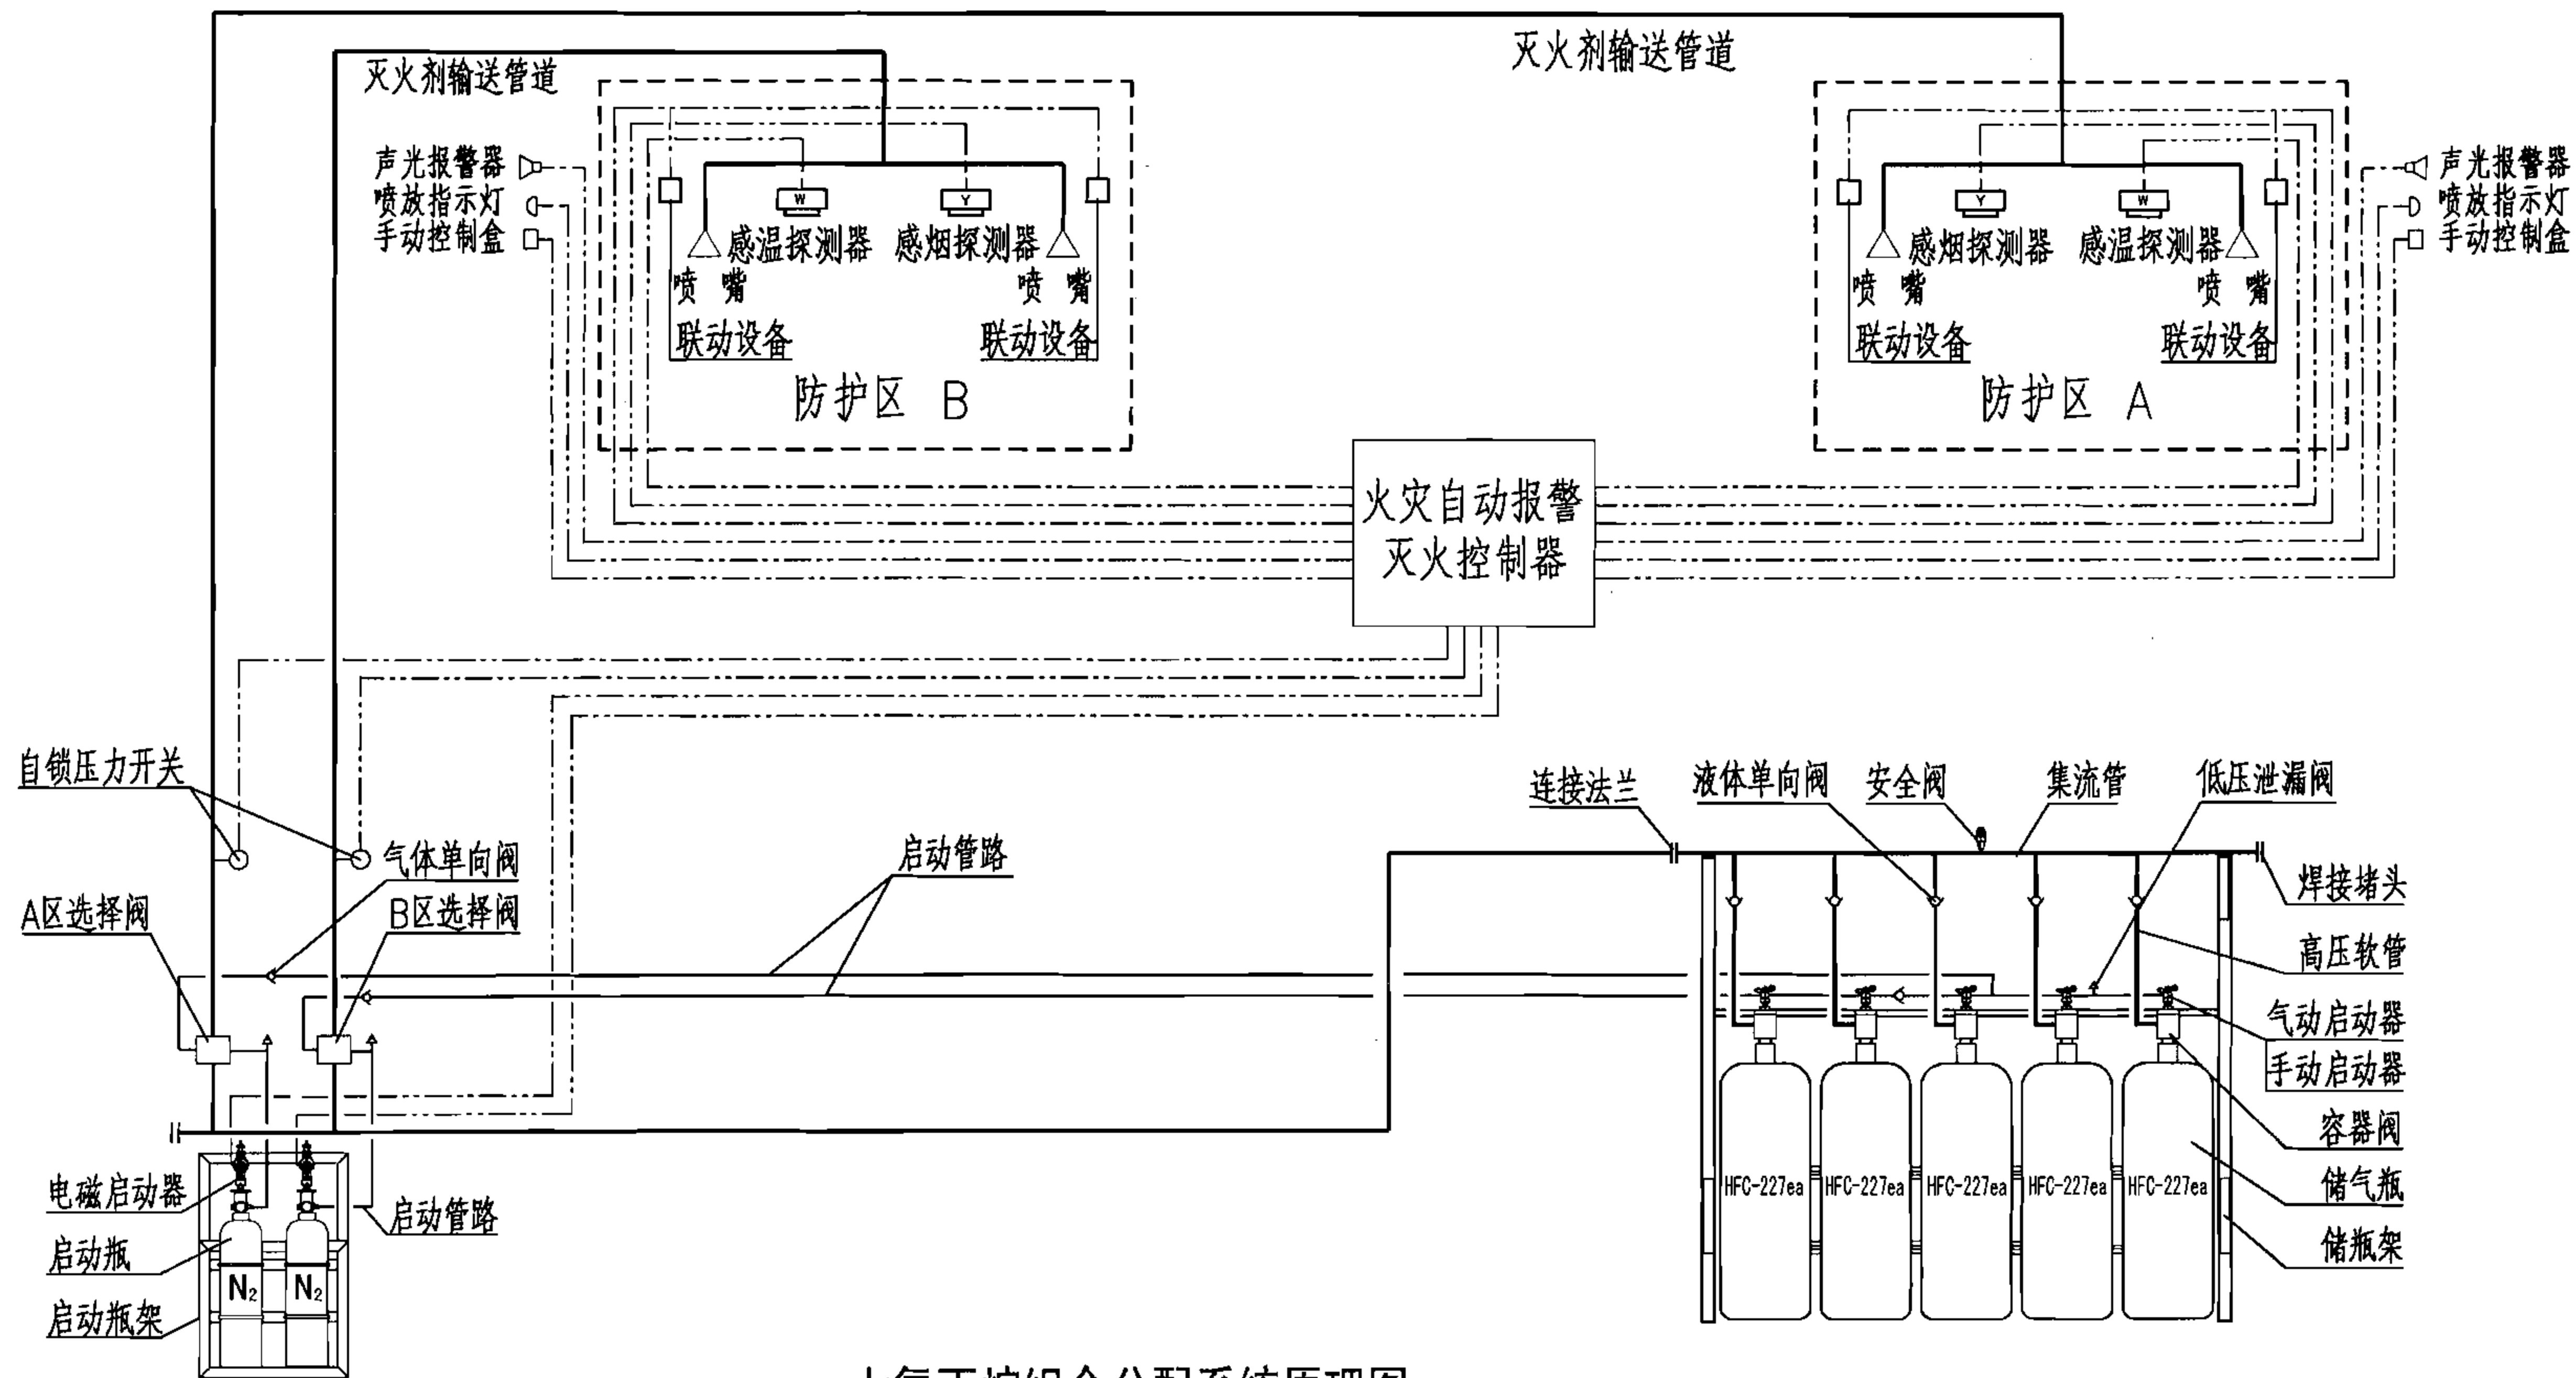 灭火剂输送管道
灭火剂输送管道
声光报警器
喷放指示灯
手动控制盒
W
Y
感温探测器
感烟探测器
喷 嘴
喷 嘴
联动设备
联动设备
防护区 B
Y
W
感烟探测器
感温探测器
喷 嘴
喷 嘴
联动设备
联动设备
防护区 A
声光报警器
喷放指示灯
手动控制盒
火灾自动报警
灭火控制器
自锁压力开关
气体单向阀
A区选择阀
B区选择阀
启动管路
连接法兰
液体单向阀
安全阀
集流管
低压泄漏阀
焊接堵头
高压软管
气动启动器
手动启动器
容器阀
储气瓶
储瓶架
HFC-227ea
HFC-227ea
HFC-227ea
HFC-227ea
HFC-227ea
电磁启动器
启动瓶
启动瓶架
启动管路
N₂
N₂